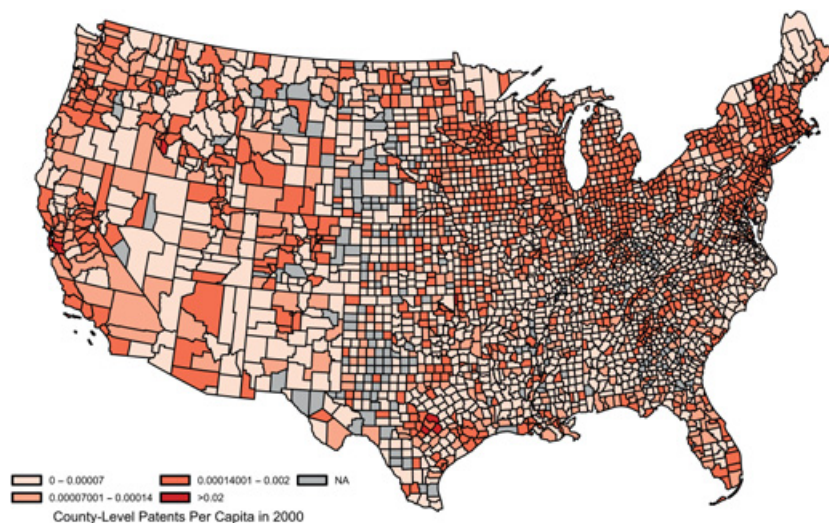 0 – 0.00007 0.00014001 – 0.002 NA
0.00007001 – 0.00014 >0.02
County-Level Patents Per Capita in 2000